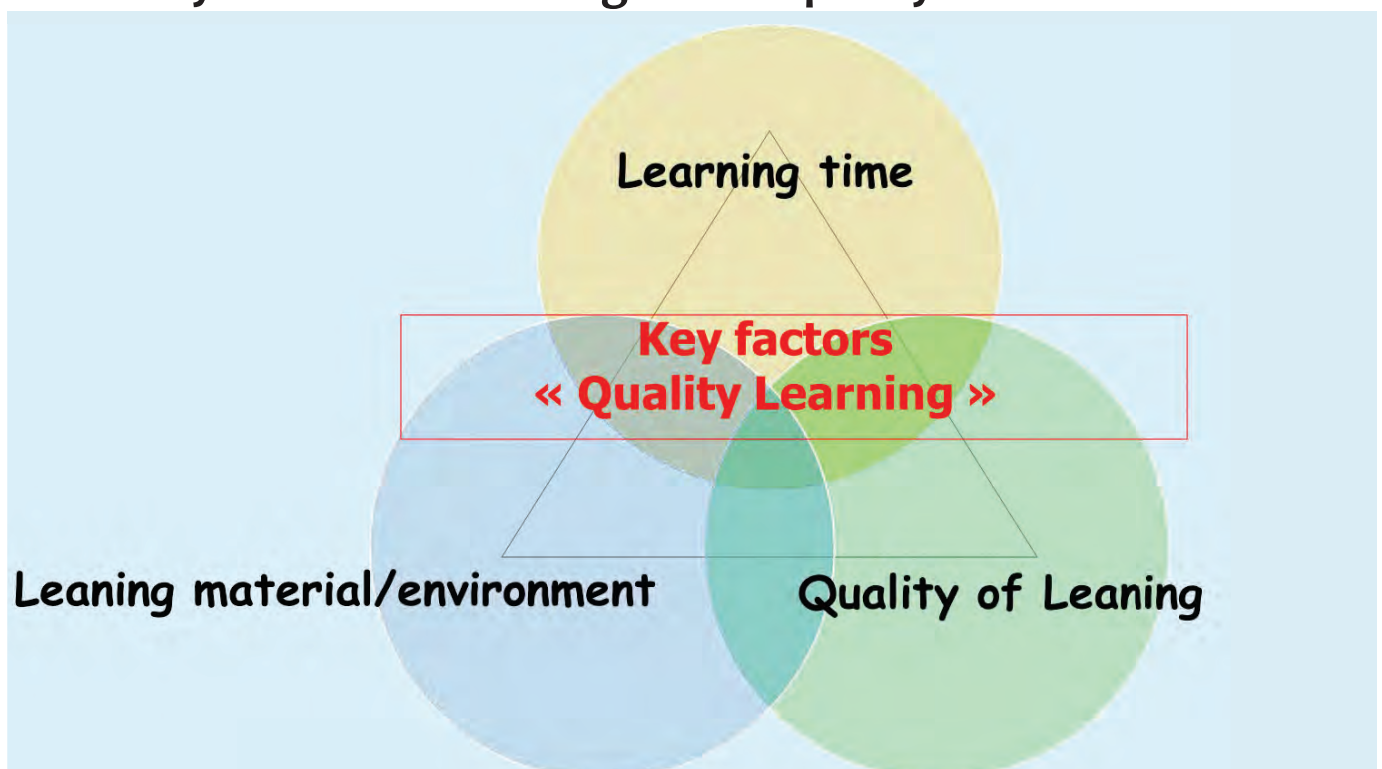 Learning time
Key factors
« Quality Learning »
Leaning material/environment
Quality of Leaning